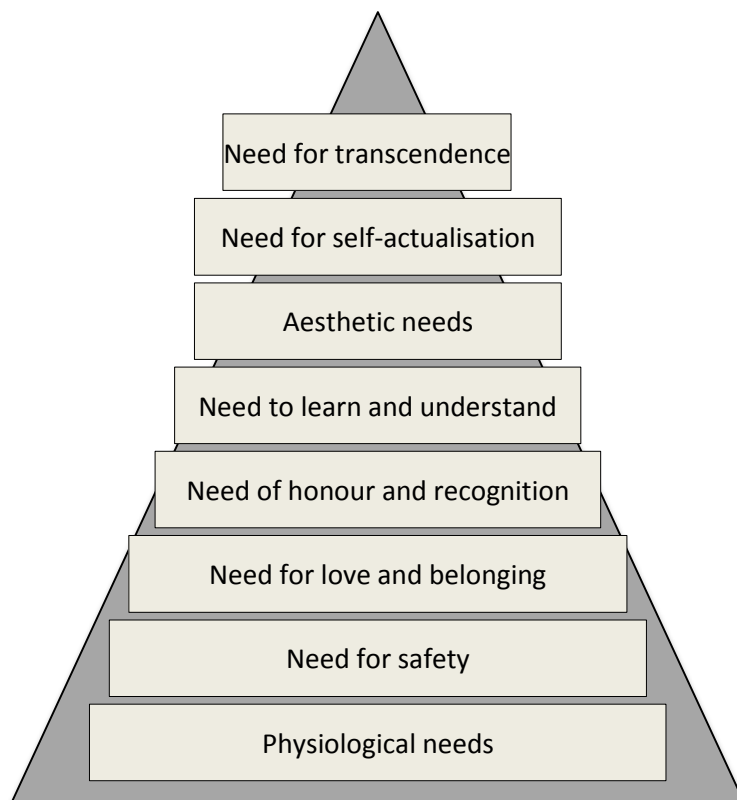 Need for transcendence
Need for self-actualisation
Aesthetic needs
Need to learn and understand
Need of honour and recognition
Need for love and belonging
Need for safety
Physiological needs